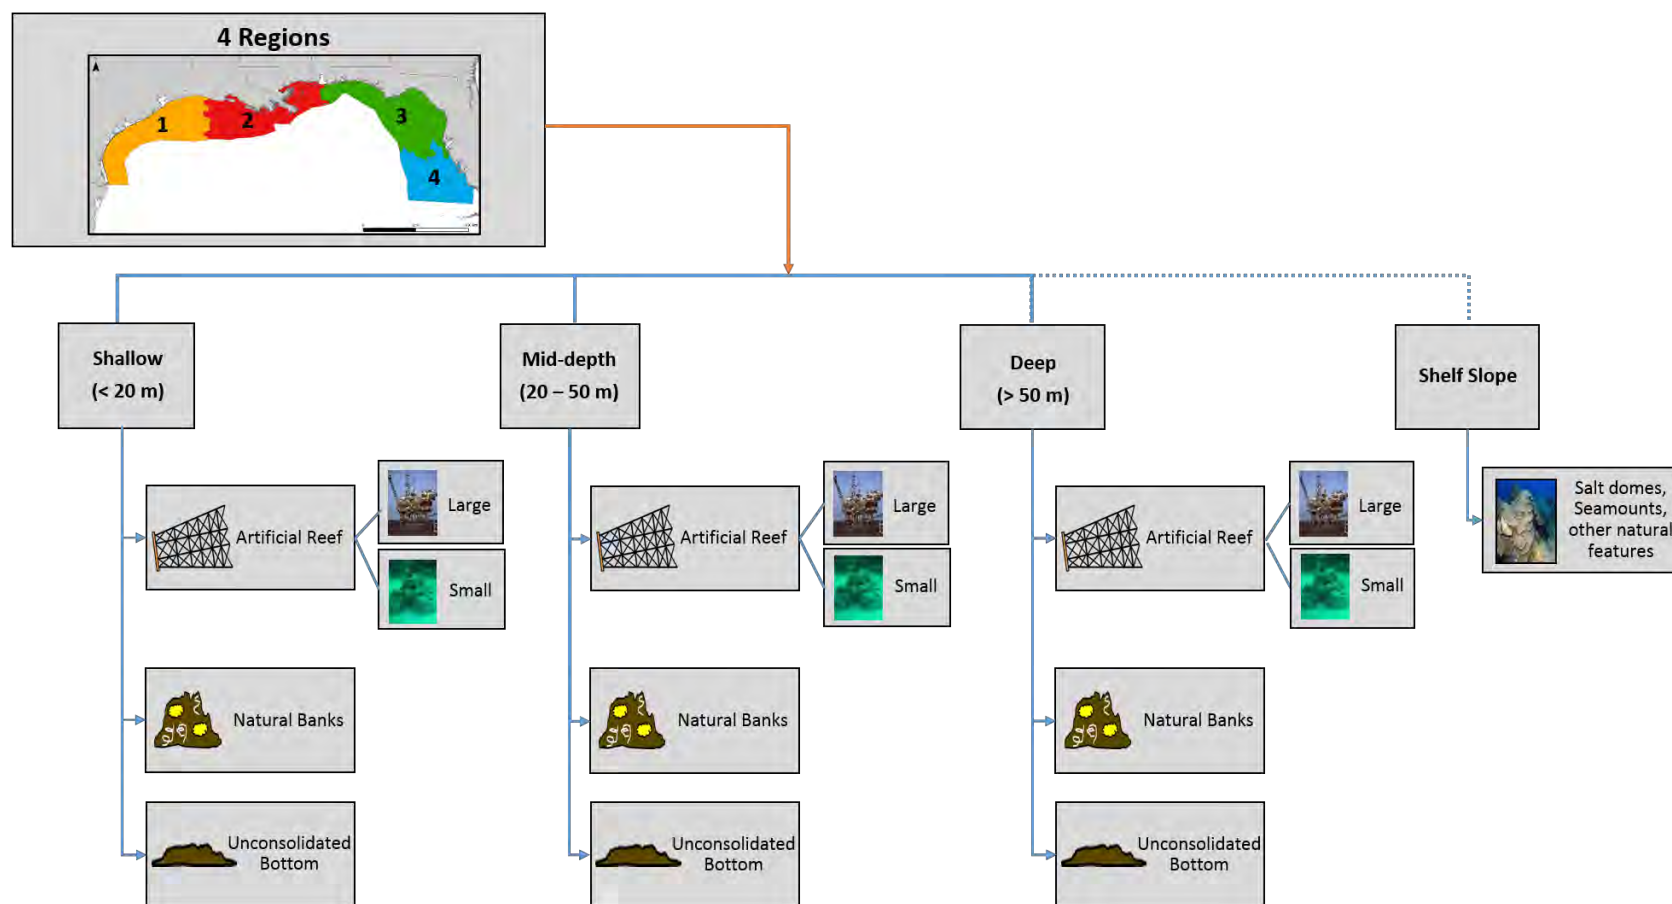 4 Regions
1
2
3
4
Shallow
(< 20 m)
Mid-depth
(20 – 50 m)
Deep
(> 50 m)
Shelf Slope
Artificial Reef
Large
Small
Natural Banks
Unconsolidated
Bottom
Artificial Reef
Large
Small
Natural Banks
Unconsolidated
Bottom
Artificial Reef
Large
Small
Natural Banks
Unconsolidated
Bottom
Salt domes,
Seamounts,
other natural
features